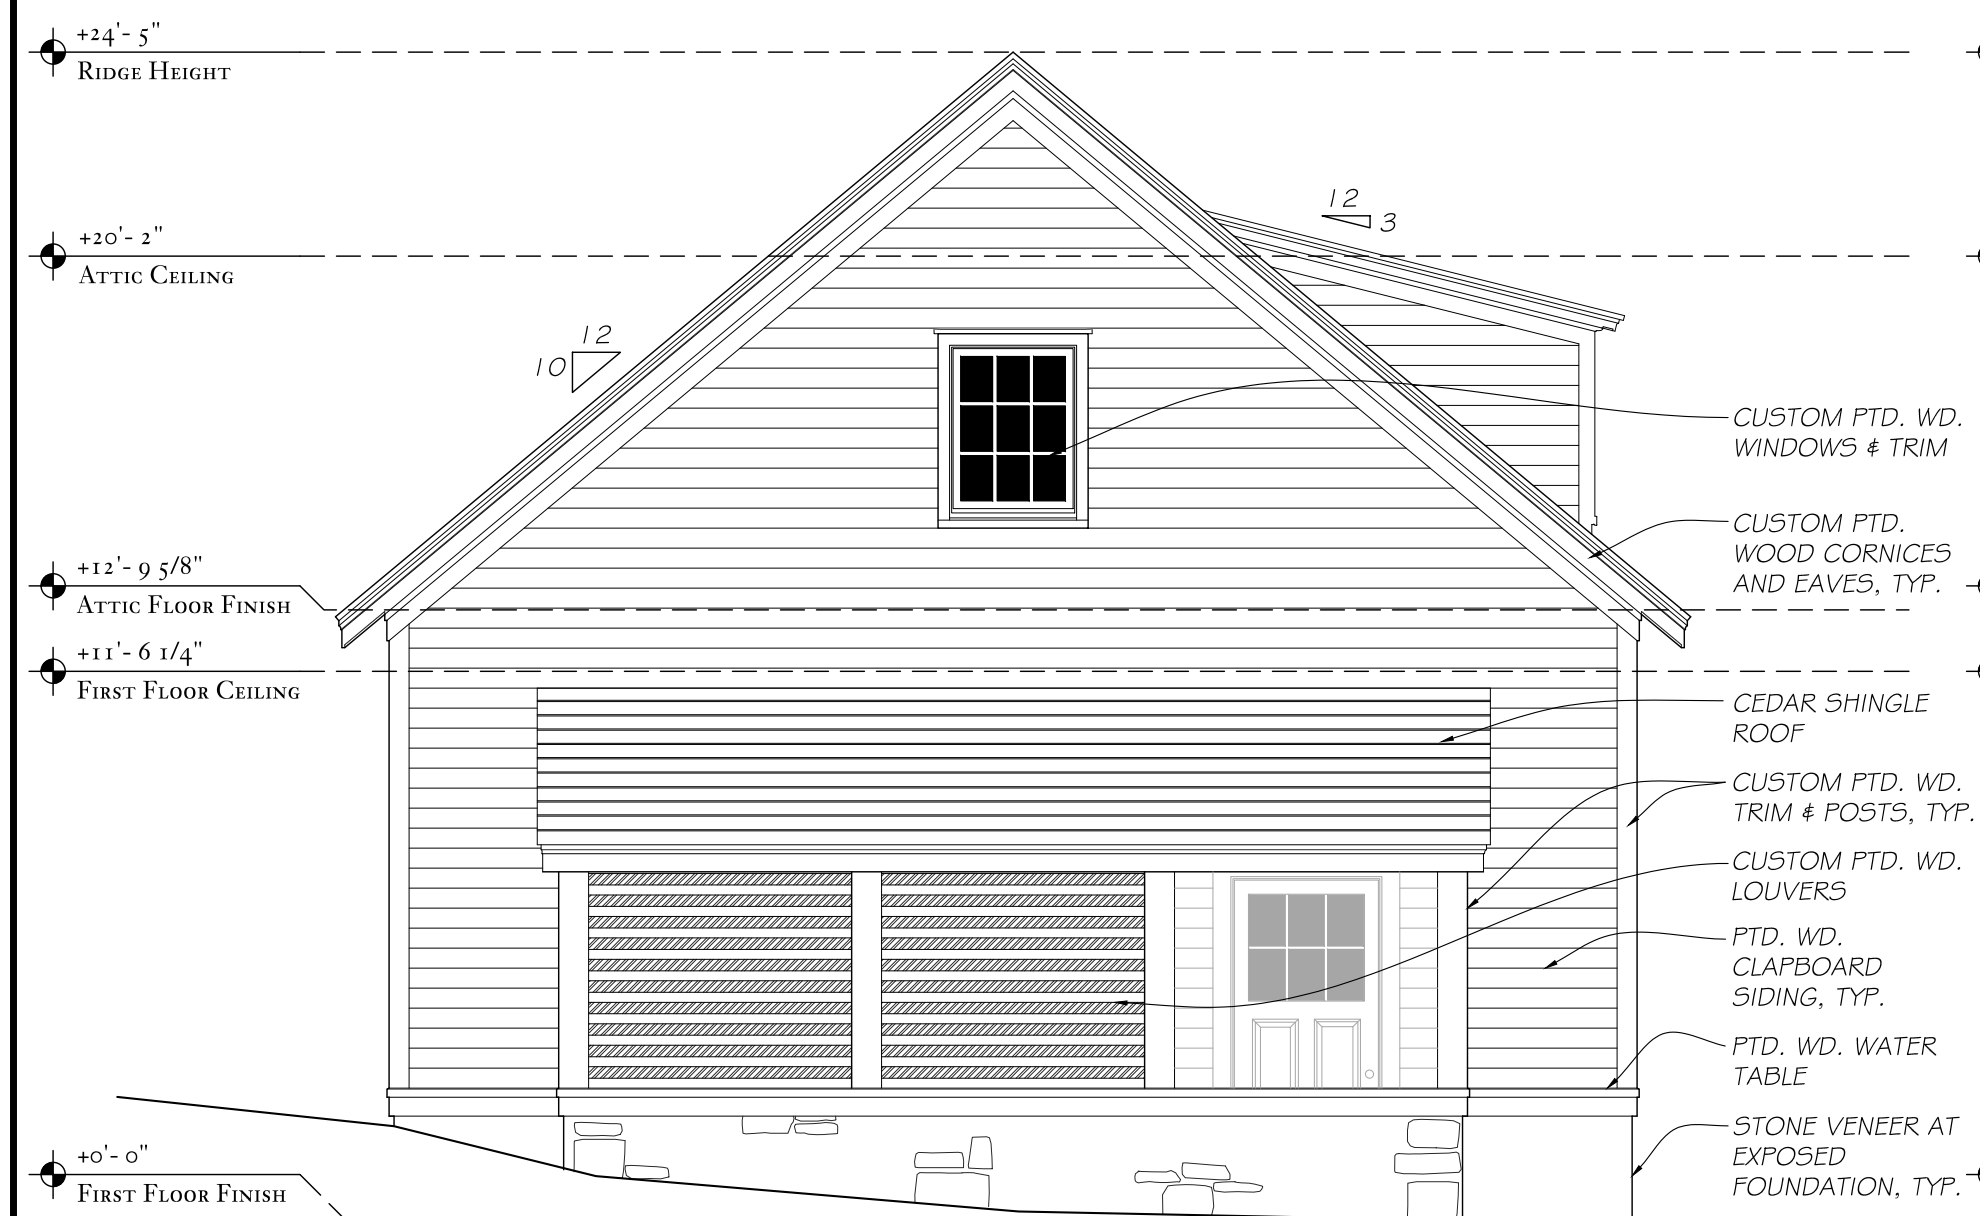 +24'- 5"
Ridge Height
12
3
+20'- 2"
Attic Ceiling
12
10
CUSTOM PTD. WD.
WINDOWS & TRIM
CUSTOM PTD.
WOOD CORNICES
AND EAVES, TYP.
+12'- 9 5/8"
Attic Floor Finish
+11'- 6 1/4"
First Floor Ceiling
CEDAR SHINGLE
ROOF
CUSTOM PTD. WD.
TRIM & POSTS, TYP.
CUSTOM PTD. WD.
LOUVERS
PTD. WD.
CLAPBOARD
SIDING, TYP.
PTD. WD. WATER
TABLE
STONE VENEER AT
EXPOSED
FOUNDATION, TYP.
+0'- 0"
First Floor Finish